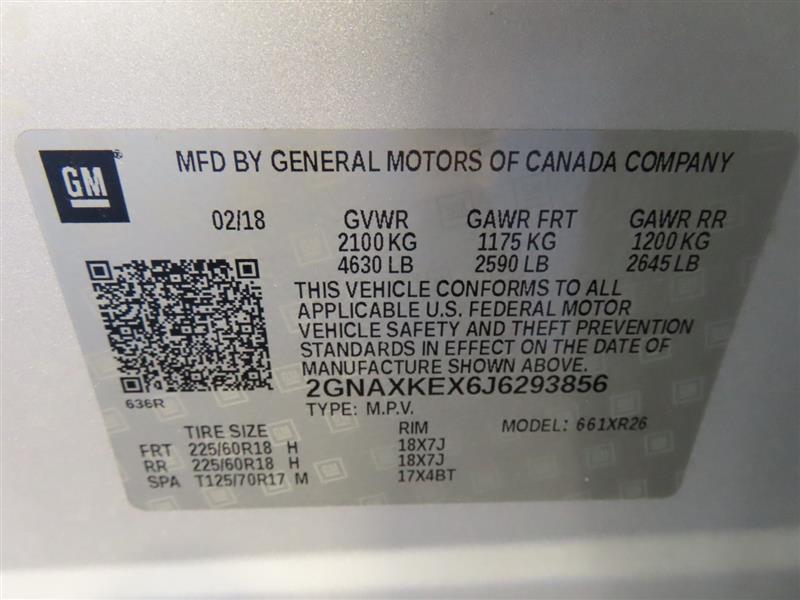 GM ®
MFD BY GENERAL MOTORS OF CANADA COMPANY
02/18 GVWR GAWR FRT GAWR RR
2100 KG 1175 KG 1200 KG
4630 LB 2590 LB 2645 LB
THIS VEHICLE CONFORMS TO ALL
APPLICABLE U.S. FEDERAL MOTOR
VEHICLE SAFETY AND THEFT PREVENTION
STANDARDS IN EFFECT ON THE DATE OF
MANUFACTURE SHOWN ABOVE.
2GNAXKEX6J6293856
636R
TYPE: M.P.V.
TIRE SIZE RIM MODEL: 661XR26
FRT 225/60R18 H 18X7J
RR 225/60R18 H 18X7J
SPA T125/70R17 M 17X4BT